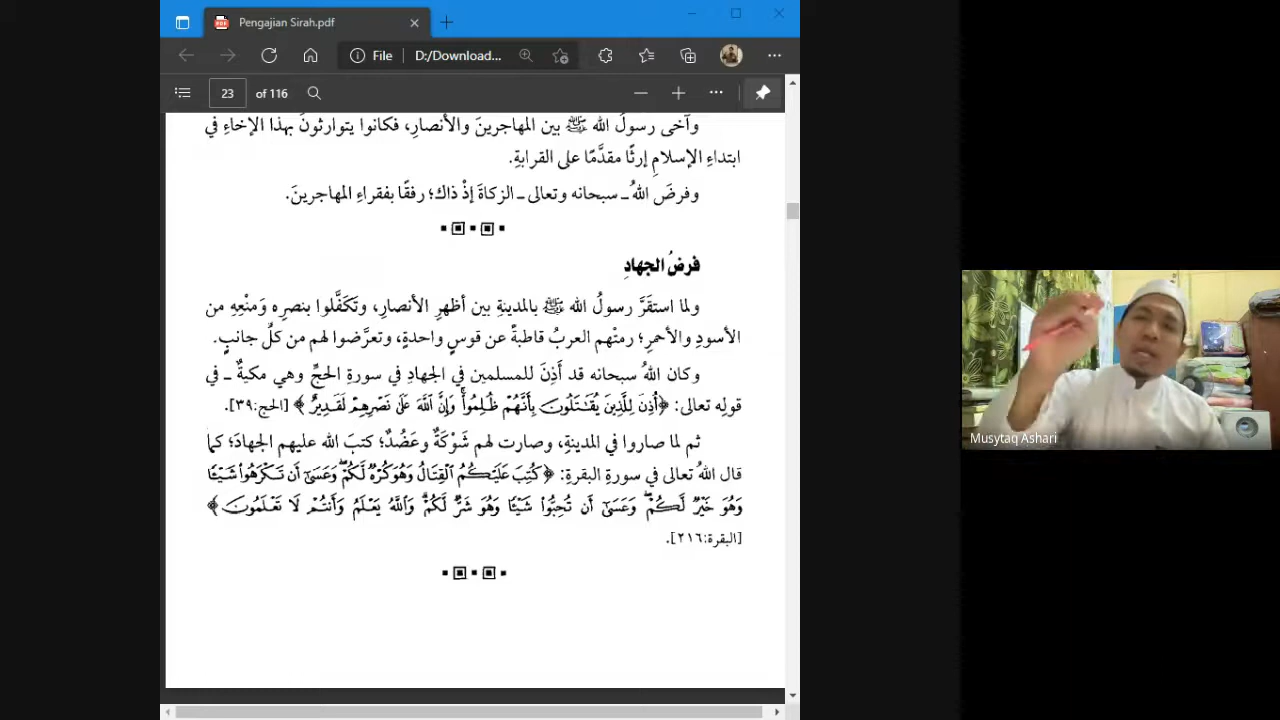 Pengajian Sirah.pdf
File
D:/Download...
23 of 116
وآخى رسولُ الله ﷺ بين المهاجرينَ والأنصارِ، فكانوا يتوارثونَ بهذا الإخاءِ في
ابتداءِ الإسلامِ إرثًا مقدَّمًا على القرابةِ.
وفرضَ اللهُ ـ سبحانه وتعالى ـ الزكاةَ إذْ ذاك؛ رفقًا بفقراءِ المهاجرينَ.
فرضُ الجهادِ
ولما استقَرَّ رسولُ الله ﷺ بالمدينةِ بين أظهرِ الأنصارِ، وتَكَفَّلوا بنصرِه وَمنْعِه من
الأسودِ والأحمرِ؛ رمتْهم العربُ قاطبةً عن قوسٍ واحدةٍ، وتعرَّضوا لهم من كلِّ جانبٍ.
وكان اللهُ سبحانه قد أَذِنَ للمسلمين في الجهادِ في سورةِ الحجِّ وهي مكيةٌ ـ في
قوله تعالى: ﴿أُذِنَ لِلَّذِينَ يُقَٰتَلُونَ بِأَنَّهُمْ ظُلِمُواْ وَإِنَّ ٱللَّهَ عَلَىٰ نَصْرِهِمْ لَقَدِيرٌ﴾ [الحج:٣٩].
ثم لما صاروا في المدينةِ، وصارت لهم شَوْكَةٌ وعَضُدٌ؛ كتبَ الله عليهم الجهادَ؛ كما
قال اللهُ تعالى في سورةِ البقرةِ: ﴿كُتِبَ عَلَيْكُمُ ٱلْقِتَالُ وَهُوَ كُرْهٌ لَّكُمْ وَعَسَىٰٓ أَن تَكْرَهُواْ شَيْـًٔا
وَهُوَ خَيْرٌ لَّكُمْ وَعَسَىٰٓ أَن تُحِبُّواْ شَيْـًٔا وَهُوَ شَرٌّ لَّكُمْ وَٱللَّهُ يَعْلَمُ وَأَنتُمْ لَا تَعْلَمُونَ﴾
[البقرة:٢١٦].
Musytaq Ashari